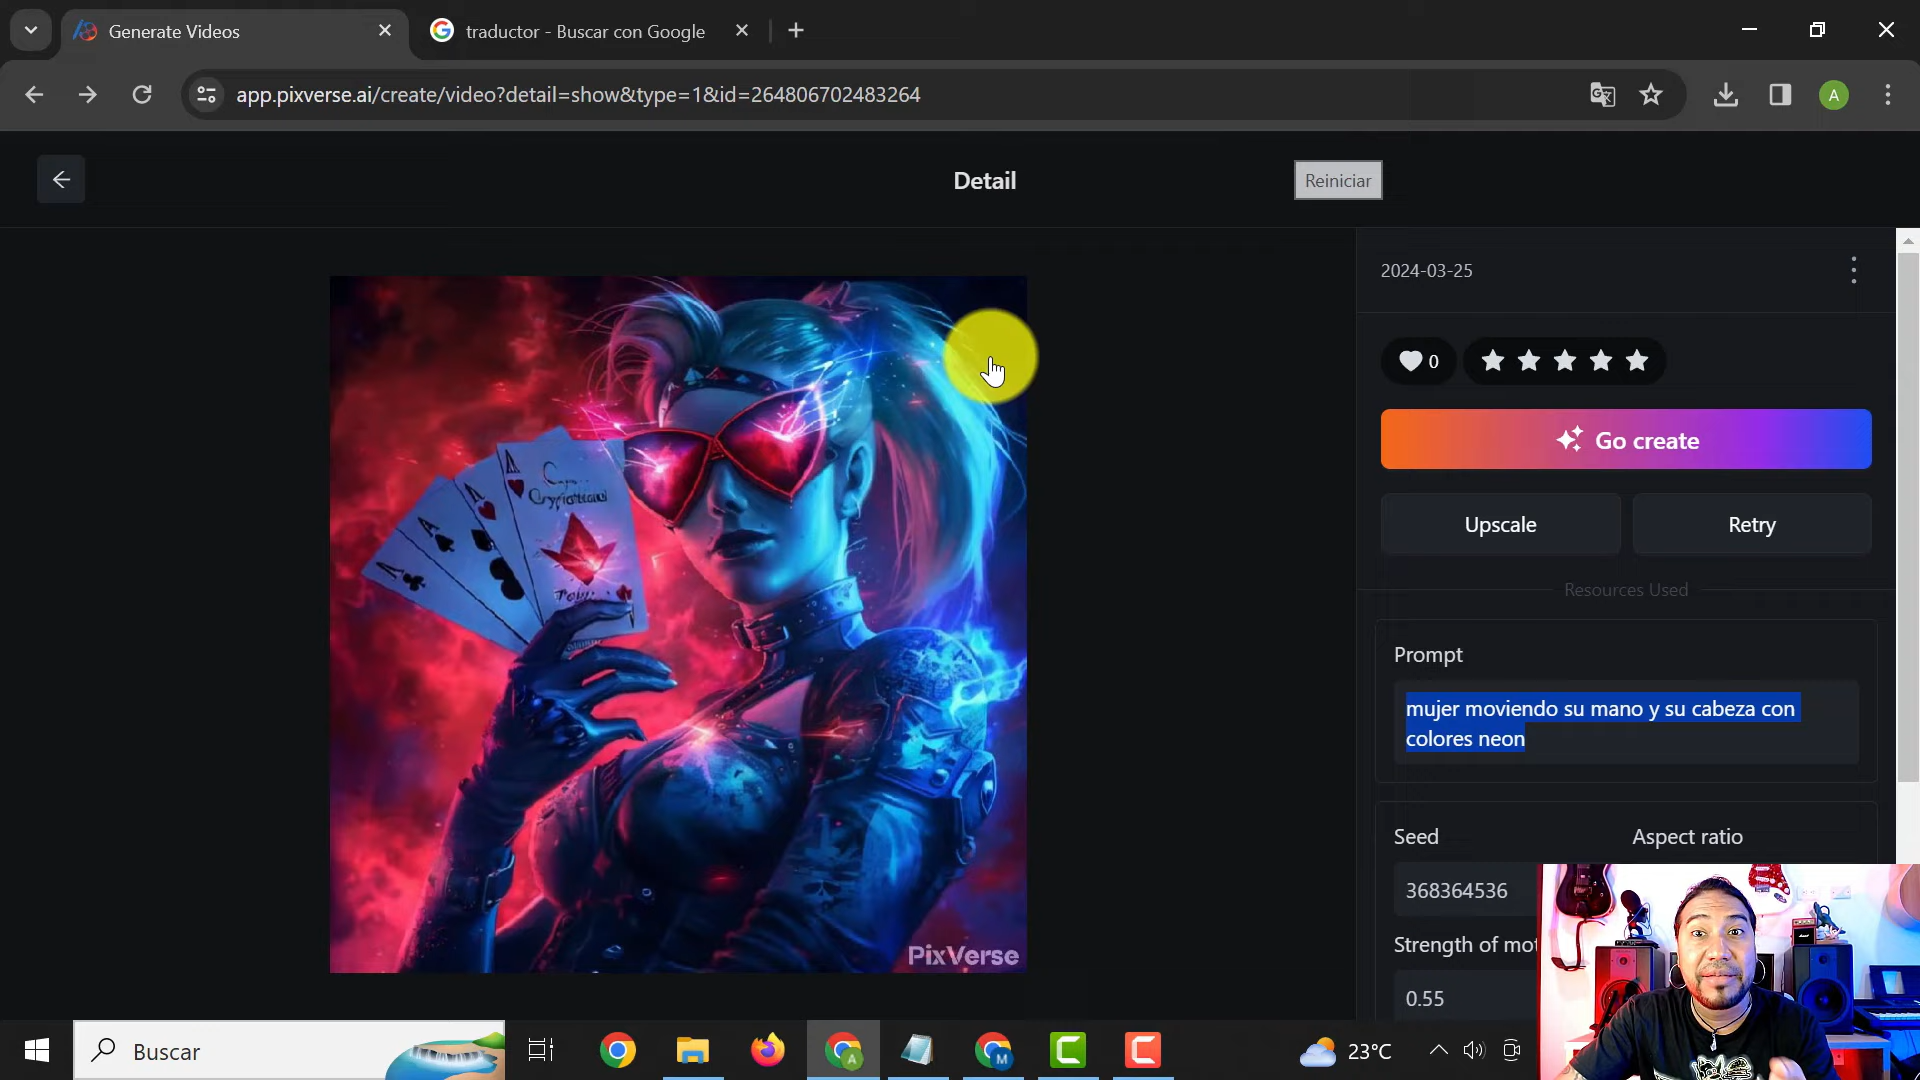 Generate Videos
traductor - Buscar con Google
app.pixverse.ai/create/video?detail=show&type=1&id=264806702483264
A
Detail
Reiniciar
2024-03-25
0
Go create
Upscale
Retry
Resources Used
Prompt
mujer moviendo su mano y su cabeza con
colores neon
Seed
Aspect ratio
368364536
Strength of mot
0.55
A
A
A
A
PixVerse
Buscar
A
M
23°C